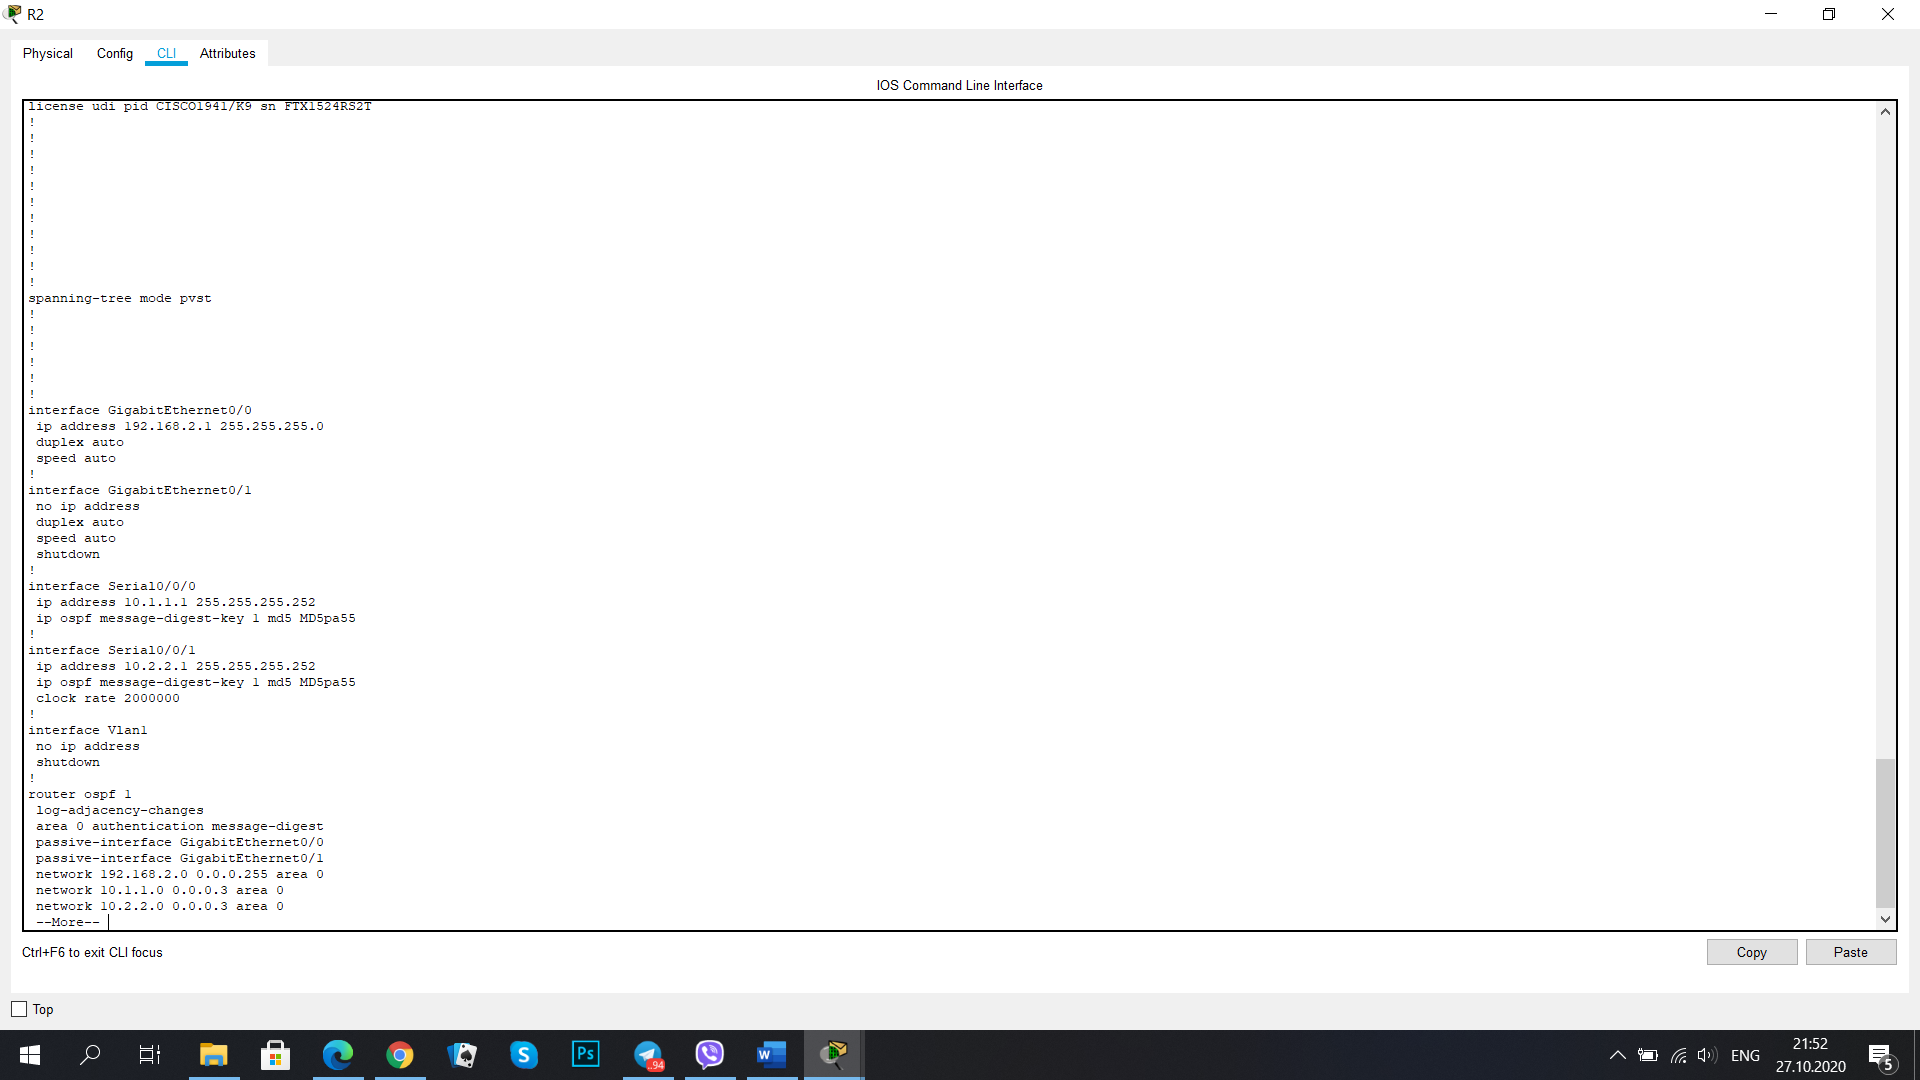 R2
Physical Config CLI Attributes
IOS Command Line Interface
license udi pid CISCO1941/K9 sn FTX1524RS2T
!
!
!
!
!
!
!
!
!
!
!
spanning-tree mode pvst
!
!
!
!
!
!
interface GigabitEthernet0/0
ip address 192.168.2.1 255.255.255.0
duplex auto
speed auto
!
interface GigabitEthernet0/1
no ip address
duplex auto
speed auto
shutdown
!
interface Serial0/0/0
ip address 10.1.1.1 255.255.255.252
ip ospf message-digest-key 1 md5 MD5pa55
!
interface Serial0/0/1
ip address 10.2.2.1 255.255.255.252
ip ospf message-digest-key 1 md5 MD5pa55
clock rate 2000000
!
interface Vlan1
no ip address
shutdown
!
router ospf 1
log-adjacency-changes
area 0 authentication message-digest
passive-interface GigabitEthernet0/0
passive-interface GigabitEthernet0/1
network 192.168.2.0 0.0.0.255 area 0
network 10.1.1.0 0.0.0.3 area 0
network 10.2.2.0 0.0.0.3 area 0
--More--
Ctrl+F6 to exit CLI focus
Copy Paste
Top
S Ps ..94 W ENG 21:52
27.10.2020 5